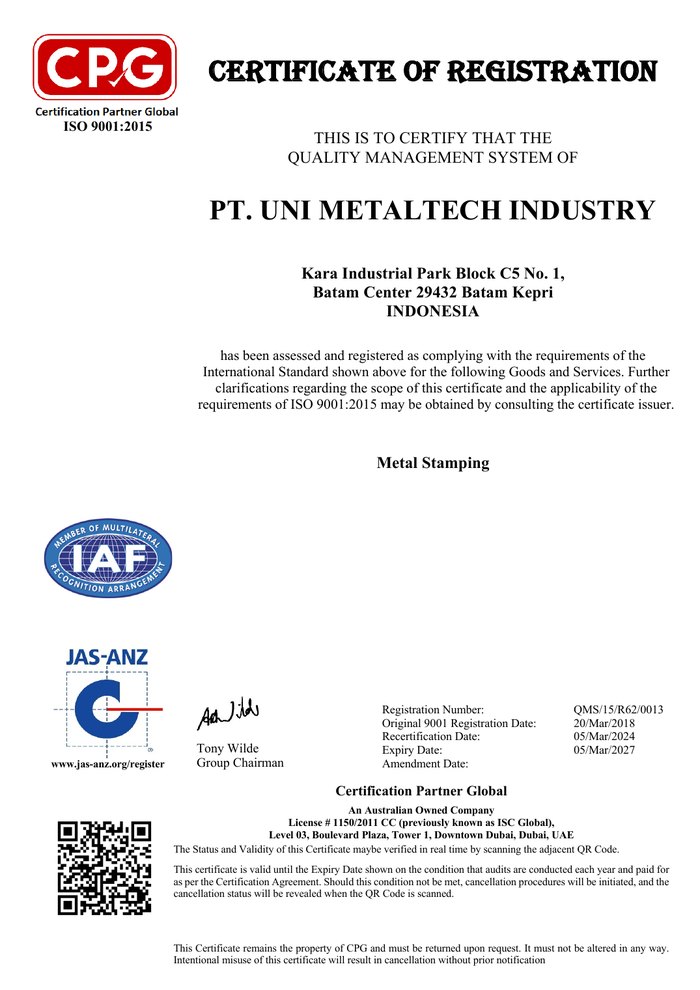 CPG
Certification Partner Global
ISO 9001:2015
CERTIFICATE OF REGISTRATION
THIS IS TO CERTIFY THAT THE
QUALITY MANAGEMENT SYSTEM OF
PT. UNI METALTECH INDUSTRY
Kara Industrial Park Block C5 No. 1,
Batam Center 29432 Batam Kepri
INDONESIA
has been assessed and registered as complying with the requirements of the
International Standard shown above for the following Goods and Services. Further
clarifications regarding the scope of this certificate and the applicability of the
requirements of ISO 9001:2015 may be obtained by consulting the certificate issuer.
Metal Stamping
MEMBER OF MULTILATERAL
IAF
RECOGNITION ARRANGEMENT
JAS-ANZ
®
www.jas-anz.org/register
Tony Wilde
Group Chairman
Registration Number: QMS/15/R62/0013
Original 9001 Registration Date: 20/Mar/2018
Recertification Date: 05/Mar/2024
Expiry Date: 05/Mar/2027
Amendment Date:
Certification Partner Global
An Australian Owned Company
License # 1150/2011 CC (previously known as ISC Global),
Level 03, Boulevard Plaza, Tower 1, Downtown Dubai, Dubai, UAE
The Status and Validity of this Certificate maybe verified in real time by scanning the adjacent QR Code.
This certificate is valid until the Expiry Date shown on the condition that audits are conducted each year and paid for
as per the Certification Agreement. Should this condition not be met, cancellation procedures will be initiated, and the
cancellation status will be revealed when the QR Code is scanned.
This Certificate remains the property of CPG and must be returned upon request. It must not be altered in any way.
Intentional misuse of this certificate will result in cancellation without prior notification